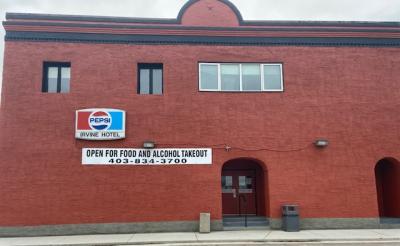 PEPSI
IRVINE HOTEL
OPEN FOR FOOD AND ALCOHOL TAKEOUT
403-834-3700